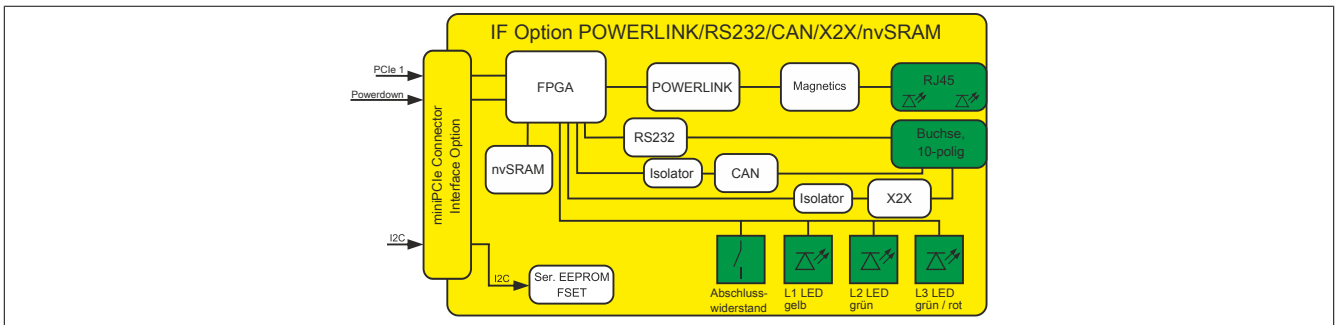 IF Option POWERLINK/RS232/CAN/X2X/nvSRAM
PCIe 1
Powerdown
I2C
miniPCIe Connector
Interface Option
FPGA
POWERLINK
Magnetics
RJ45
RS232
Buchse,
10-polig
nvSRAM
Isolator
CAN
Isolator
X2X
I2C
Ser. EEPROM
FSET
Abschluss-
widerstand
L1 LED
gelb
L2 LED
grün
L3 LED
grün / rot